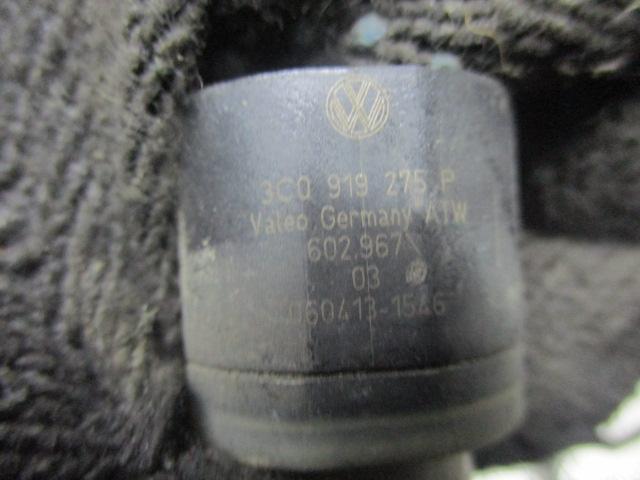 3C0 919 275 P
Valeo Germany ATW
602.967
03
060413-1546